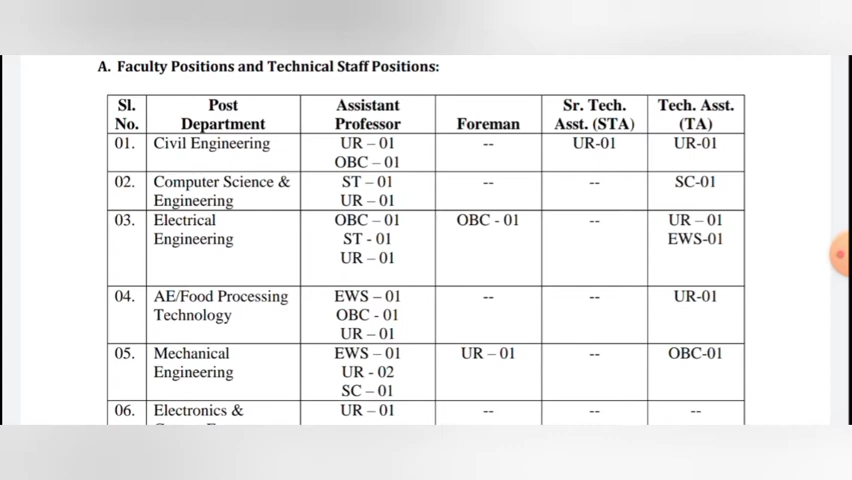 A. Faculty Positions and Technical Staff Positions:
Sl. No. Post Department Assistant Professor Foreman Sr. Tech. Asst. (STA) Tech. Asst. (TA)
01. Civil Engineering UR – 01 -- UR-01 UR-01
OBC – 01
02. Computer Science & ST – 01 -- -- SC-01
Engineering UR – 01
03. Electrical OBC – 01 OBC - 01 -- UR – 01
Engineering ST - 01 EWS-01
UR – 01
04. AE/Food Processing EWS – 01 -- -- UR-01
Technology OBC - 01
UR – 01
05. Mechanical EWS – 01 UR – 01 -- OBC-01
Engineering UR - 02
SC – 01
06. Electronics & UR – 01 -- -- --